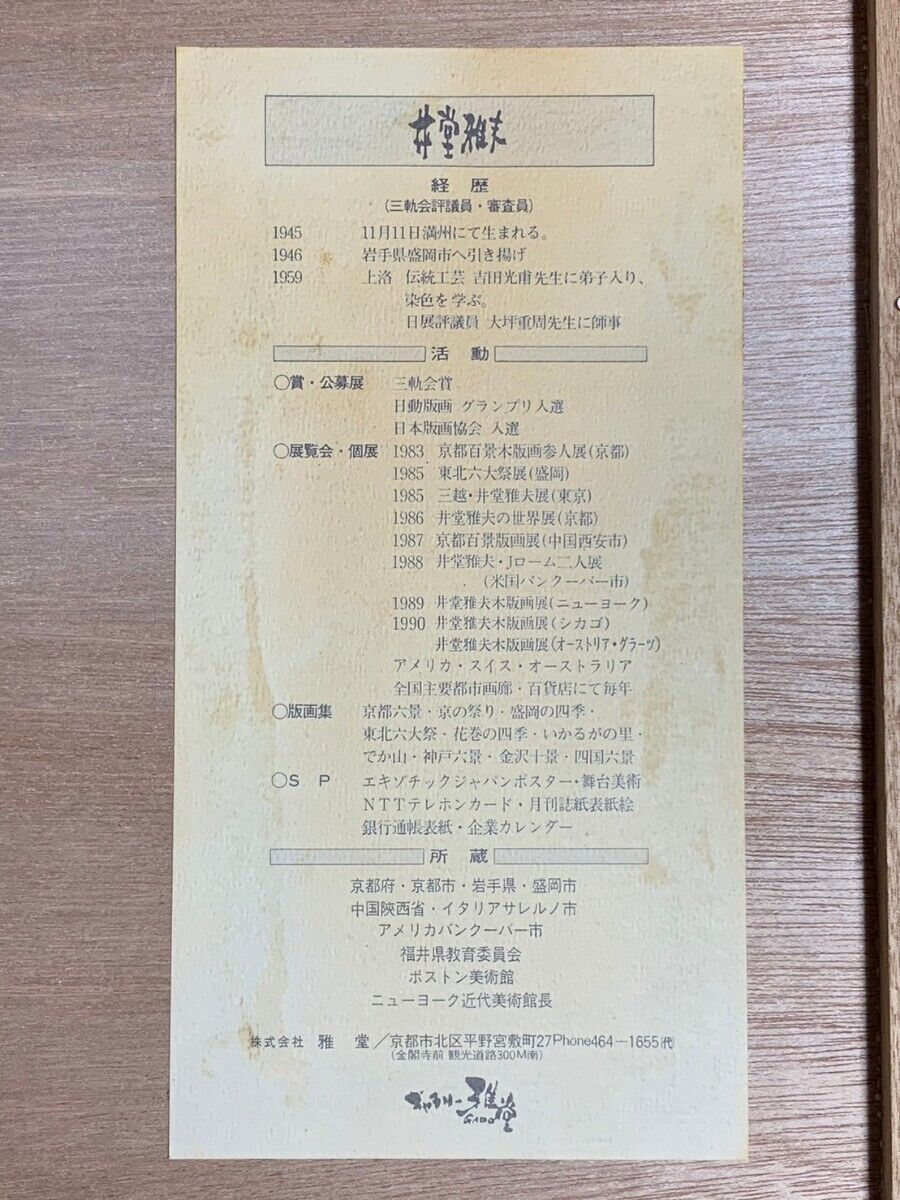 井堂雅夫
経歴
(三軌会評議員・審査員)
1945 11月11日満州にて生まれる。
1946 岩手県盛岡市へ引き揚げ
1959 上洛 伝統工芸 吉田光甫先生に弟子入り、
染色を学ぶ。
日展評議員 大坪重周先生に師事
活動
○賞・公募展 三軌会賞
日動版画 グランプリ入選
日本版画協会 入選
○展覧会・個展 1983 京都百景木版画参人展(京都)
1985 東北六大祭展(盛岡)
1985 三越・井堂雅夫展(東京)
1986 井堂雅夫の世界展(京都)
1987 京都百景版画展(中国西安市)
1988 井堂雅夫・Jローム二人展
(米国バンクーバー市)
1989 井堂雅夫木版画展(ニューヨーク)
1990 井堂雅夫木版画展(シカゴ)
井堂雅夫木版画展(オーストリア・グラーツ)
アメリカ・スイス・オーストラリア
全国主要都市画廊・百貨店にて毎年
○版画集 京都六景・京の祭り・盛岡の四季・
東北六大祭・花巻の四季・いかるがの里・
でか山・神戸六景・金沢十景・四国六景
○SP エキゾチックジャパンポスター・舞台美術
NTTテレホンカード・月刊誌紙表紙絵
銀行通帳表紙・企業カレンダー
所蔵
京都府・京都市・岩手県・盛岡市
中国陝西省・イタリアサレルノ市
アメリカバンクーバー市
福井県教育委員会
ボストン美術館
ニューヨーク近代美術館長
株式会社 雅堂/京都市北区平野宮敷町27Phone464-1655(代)
(金閣寺前 観光道路300M南)
ギャラリー雅堂
GADO